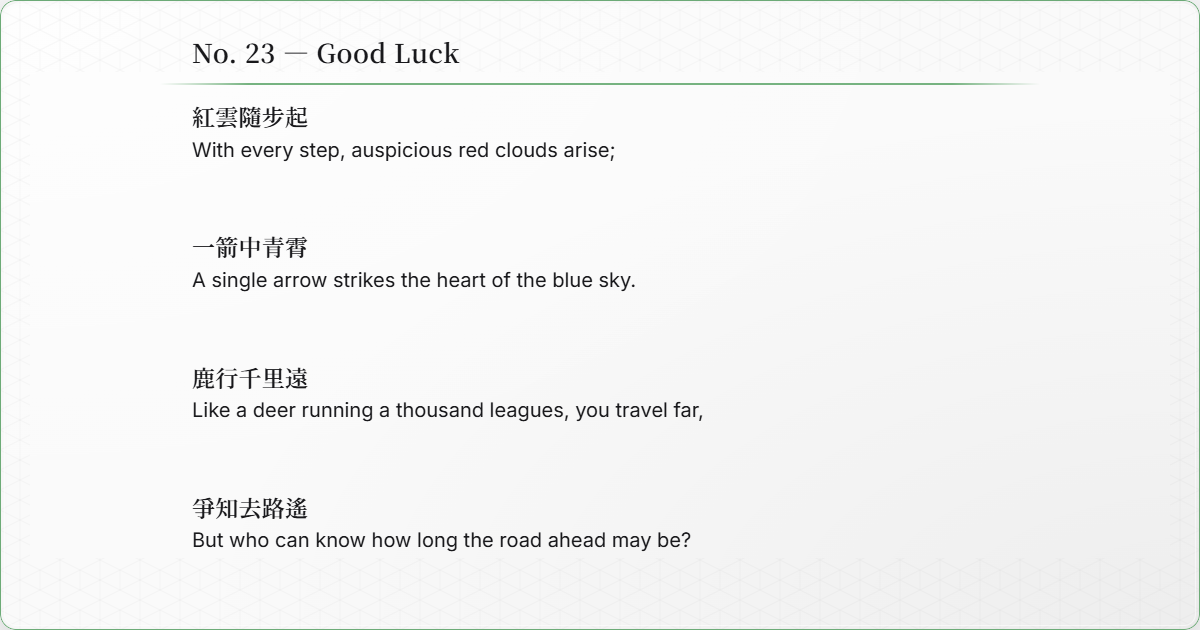 No. 23 — Good Luck
紅雲隨步起
With every step, auspicious red clouds arise;
一箭中青霄
A single arrow strikes the heart of the blue sky.
鹿行千里遠
Like a deer running a thousand leagues, you travel far,
爭知去路遙
But who can know how long the road ahead may be?